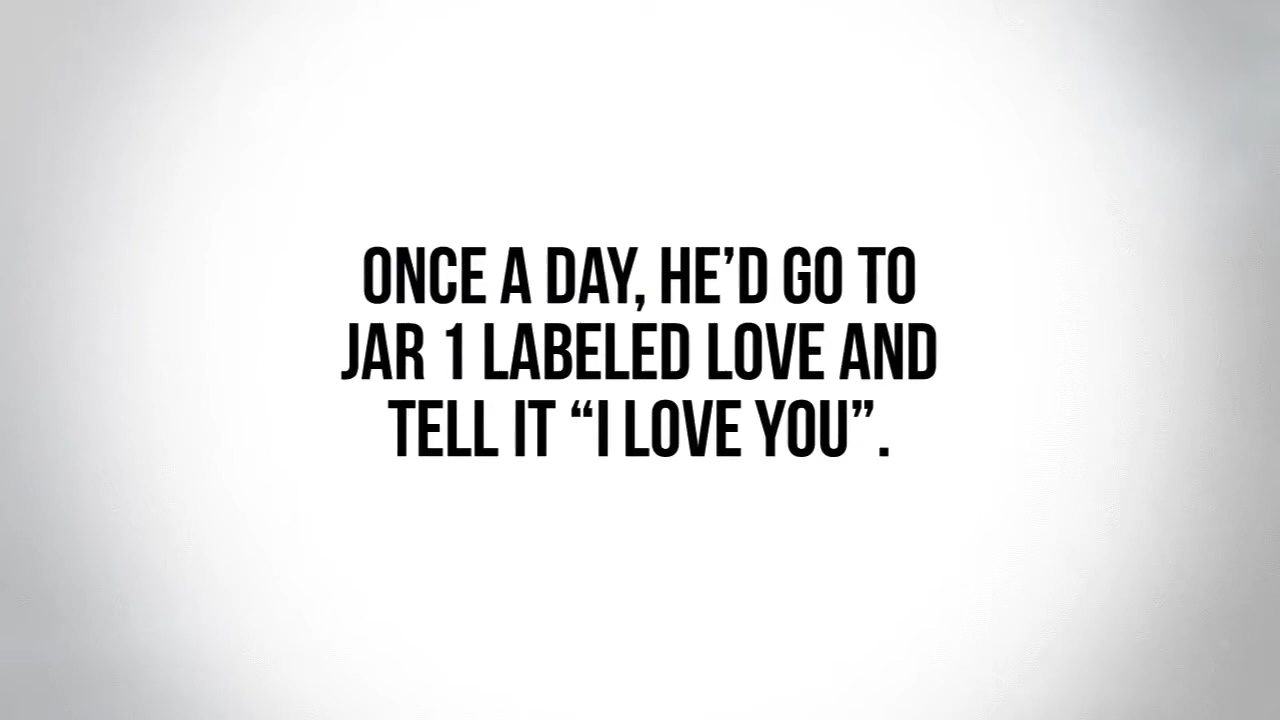 ONCE A DAY, HE’D GO TO
JAR 1 LABELED LOVE AND
TELL IT “I LOVE YOU”.